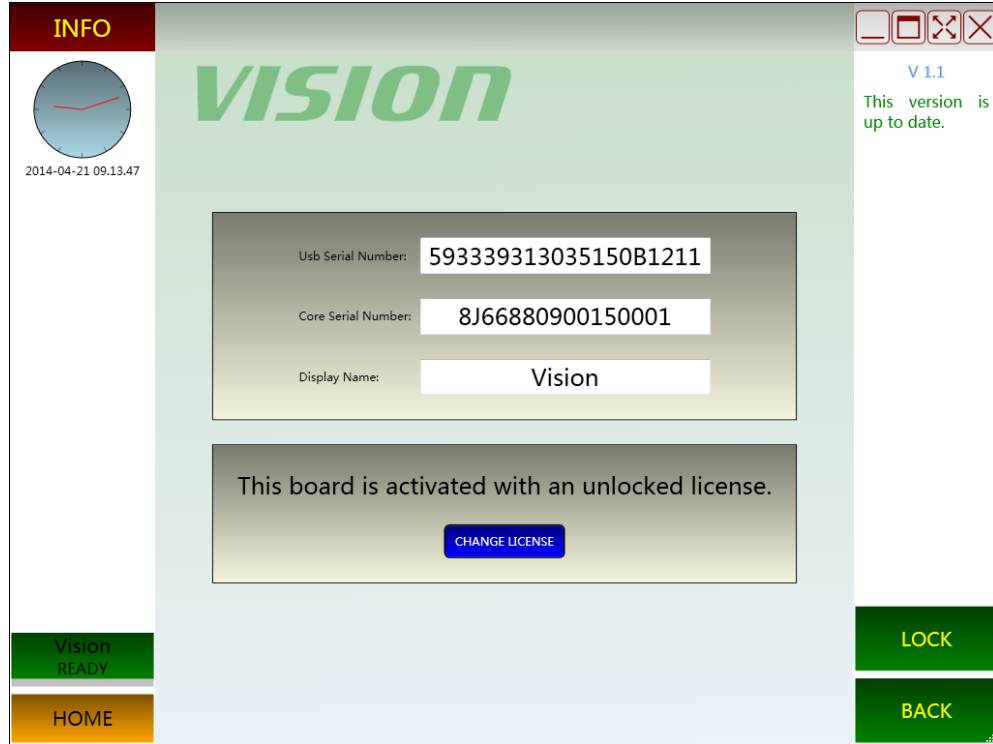 INFO
2014-04-21 09.13.47
Vision
READY
HOME
VISION
Usb Serial Number: 593339313035150B1211
Core Serial Number: 8J66880900150001
Display Name: Vision
This board is activated with an unlocked license.
CHANGE LICENSE
V 1.1
This version is
up to date.
LOCK
BACK